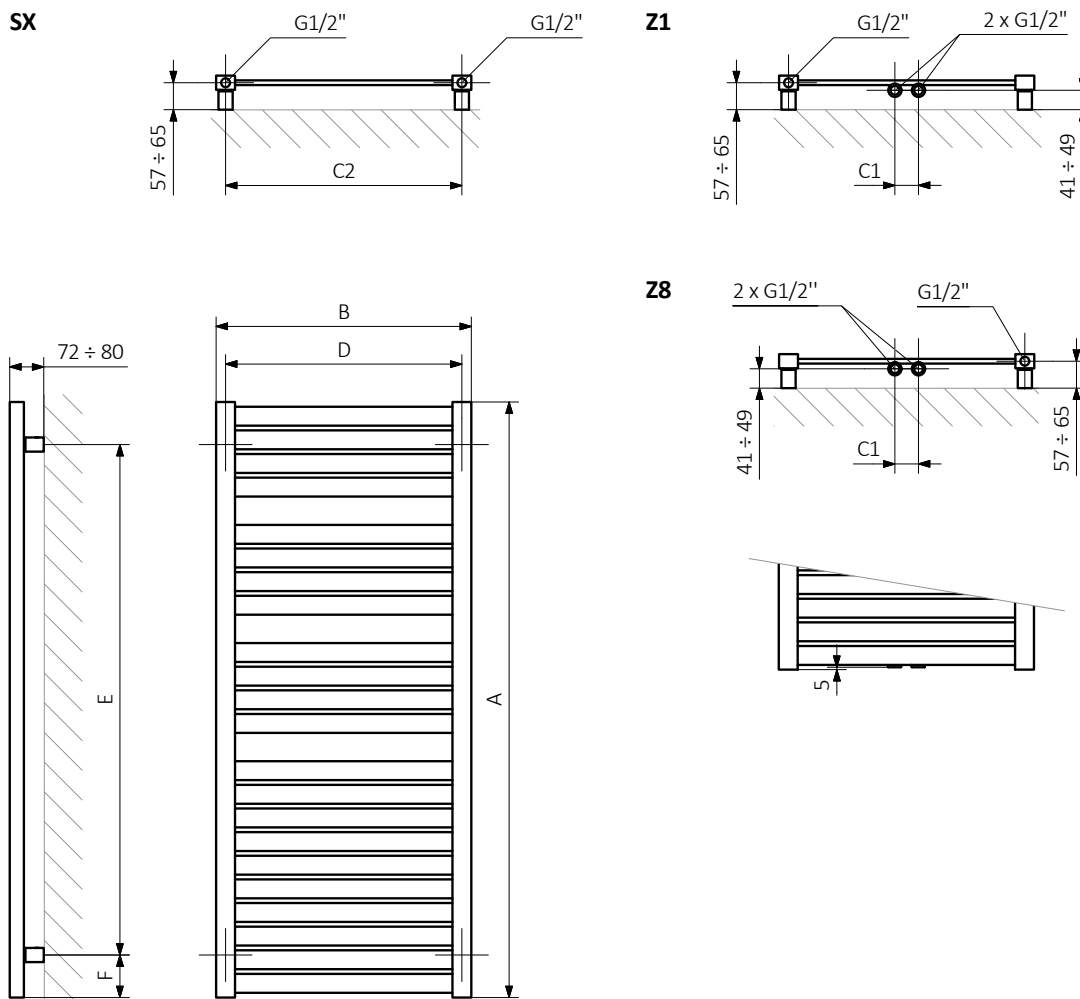 SX
G1/2"
G1/2"
57 ÷ 65
C2
Z1
G1/2"
2 x G1/2"
57 ÷ 65
C1
41 ÷ 49
Z8
2 x G1/2''
G1/2"
41 ÷ 49
C1
57 ÷ 65
5
B
D
72 ÷ 80
E
A
F